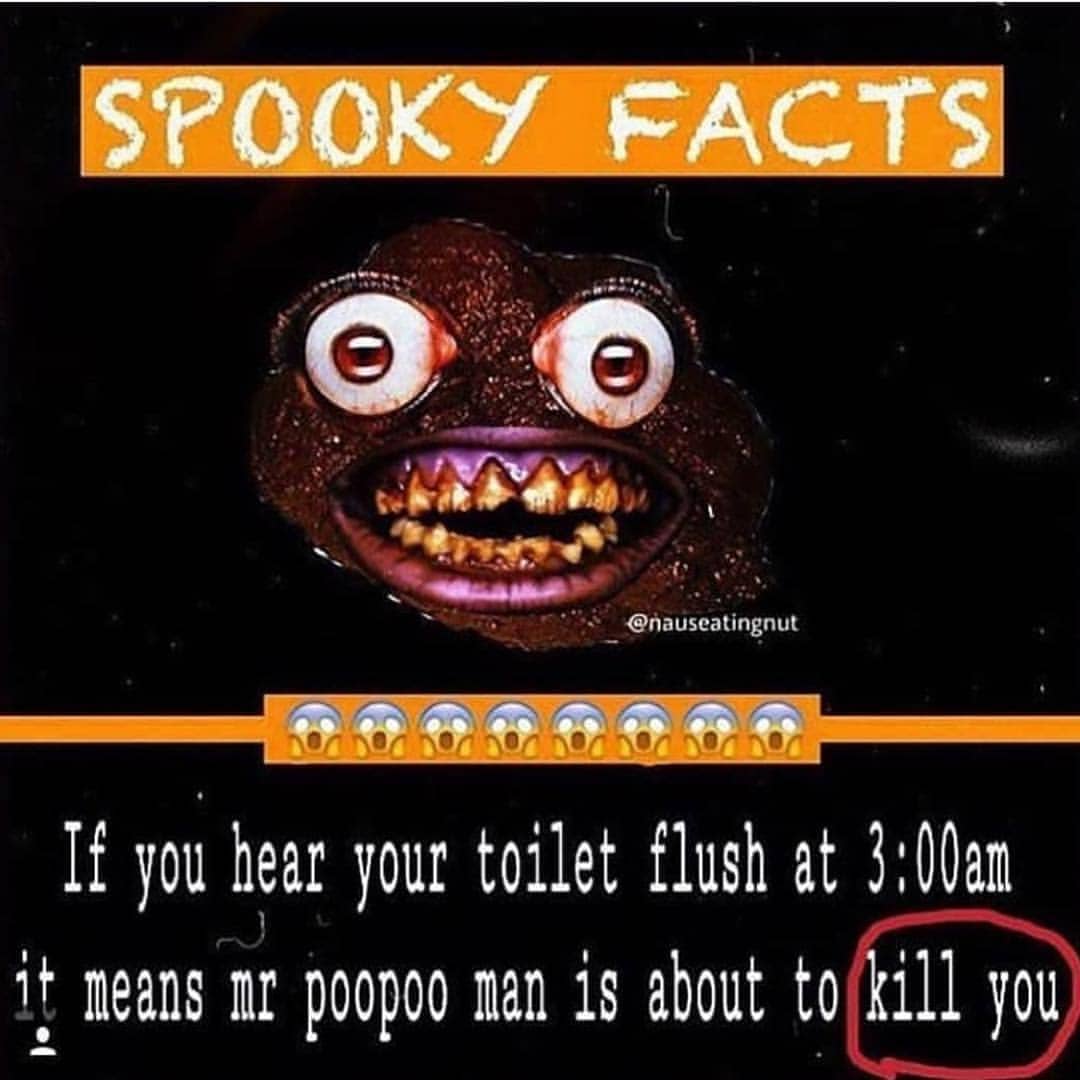 SPOOKY FACTS
@nauseatingnut
😱😱😱😱😱😱😱😱
If you hear your toilet flush at 3:00am
it means mr poopoo man is about to kill you